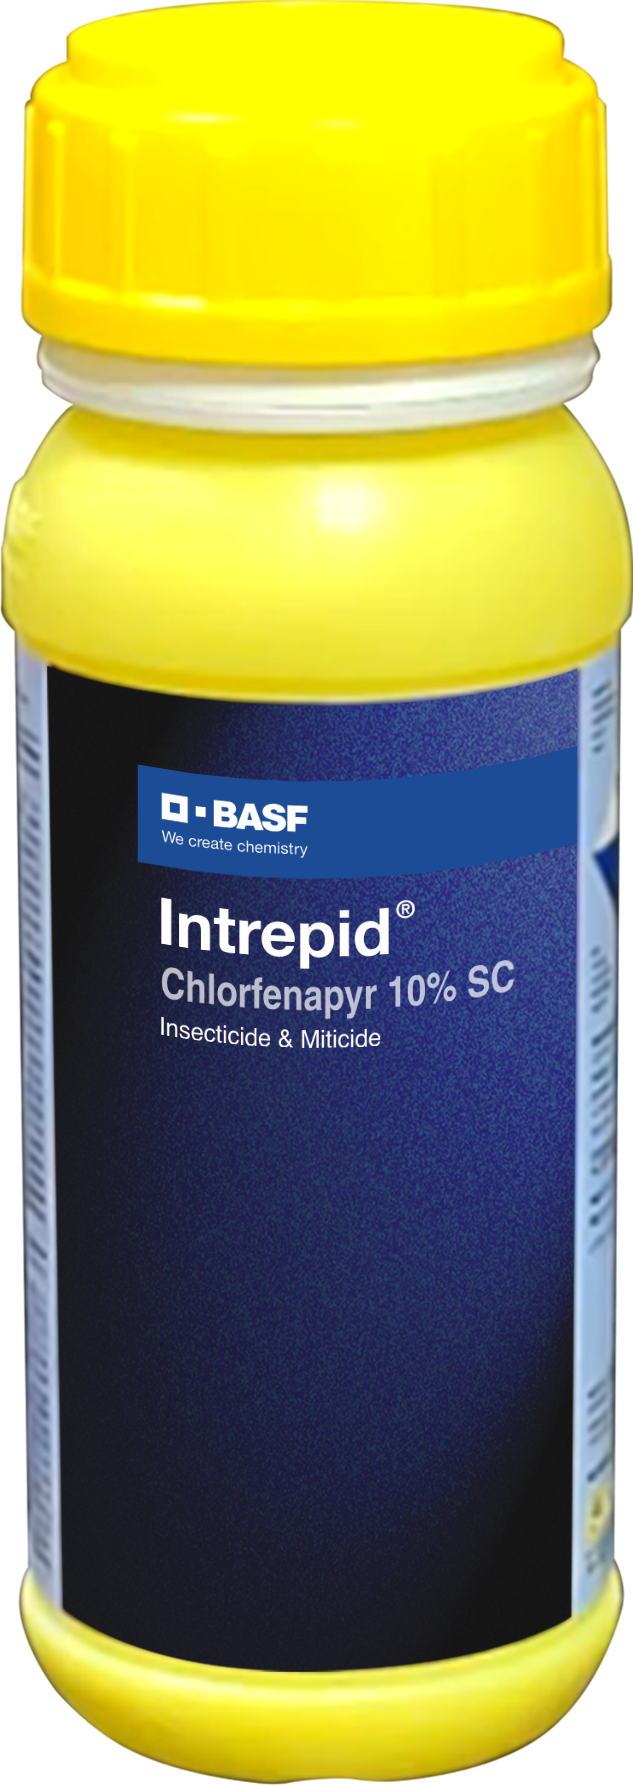 BASF
We create chemistry
Intrepid®
Chlorfenapyr 10% SC
Insecticide & Miticide